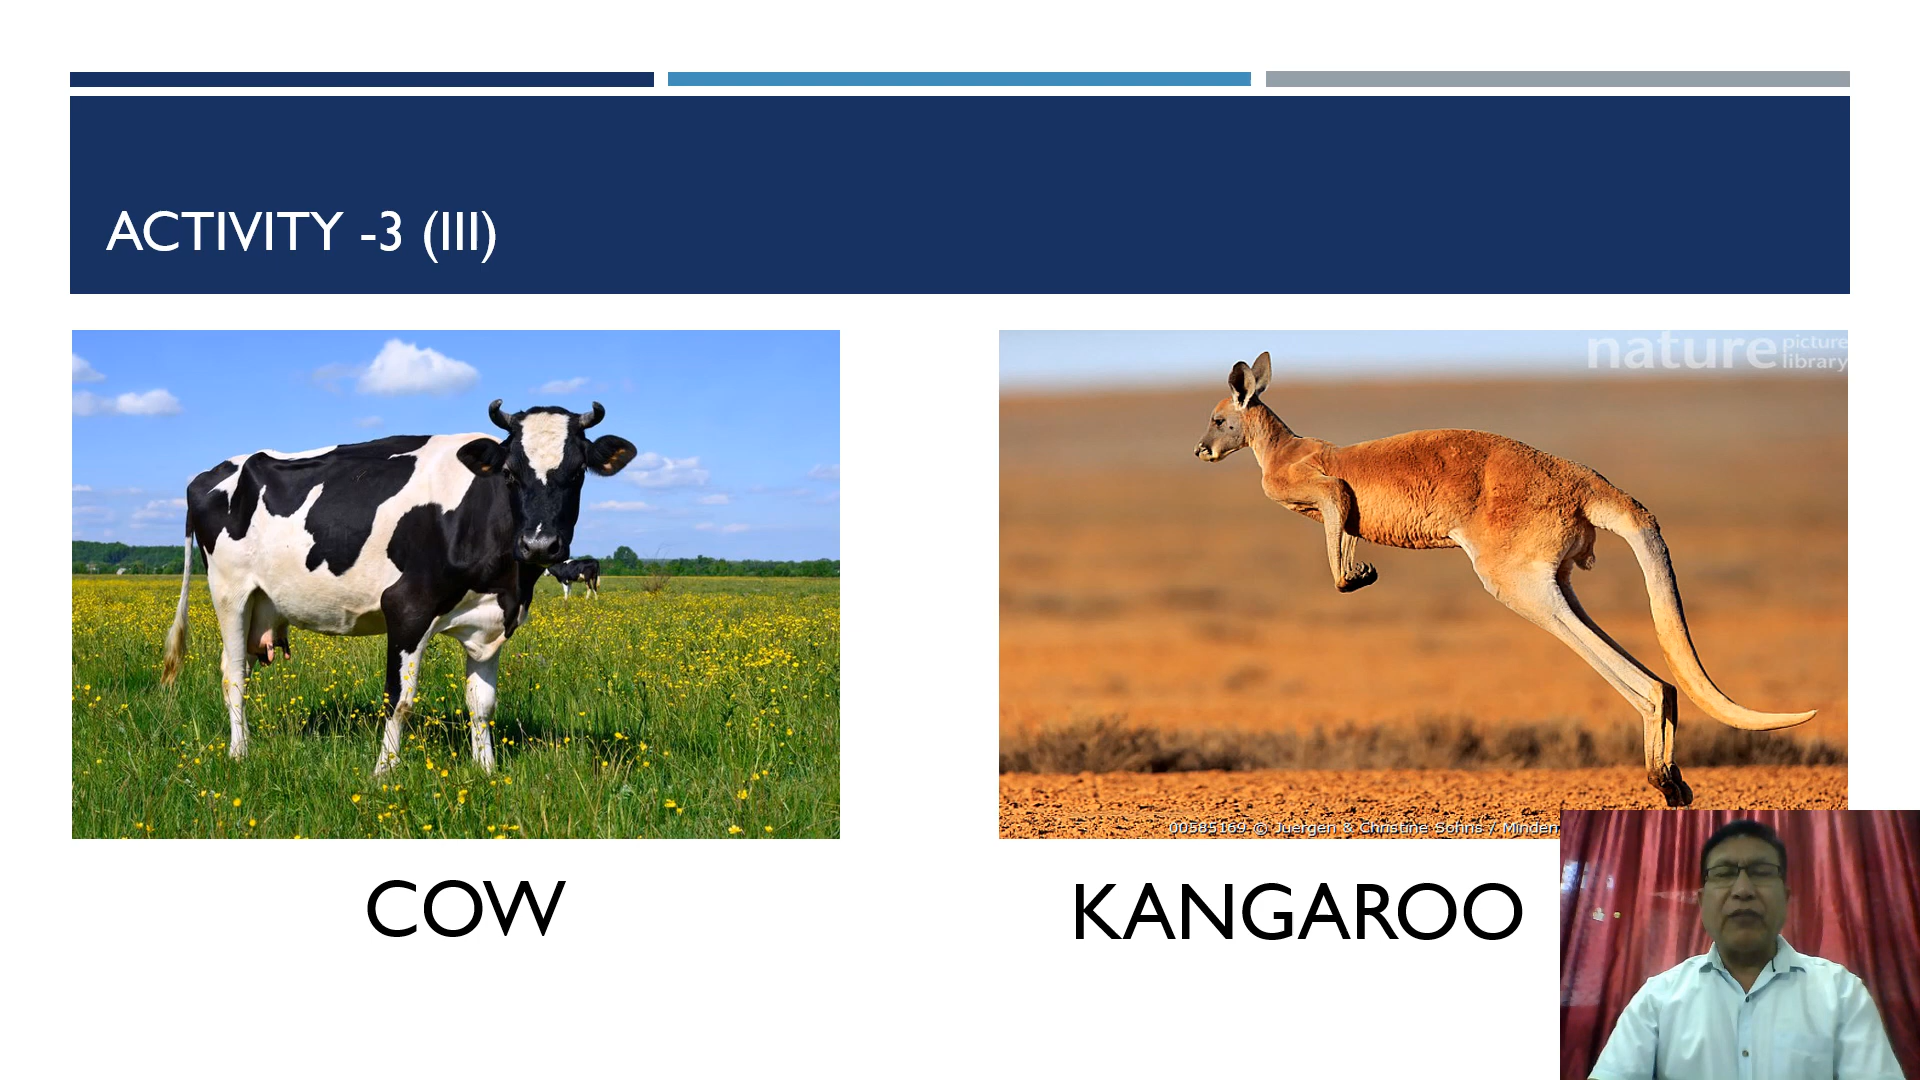 ACTIVITY -3 (III)
nature picture library
00585169 © Juergen & Christine Sohns / Minden
COW
KANGAROO